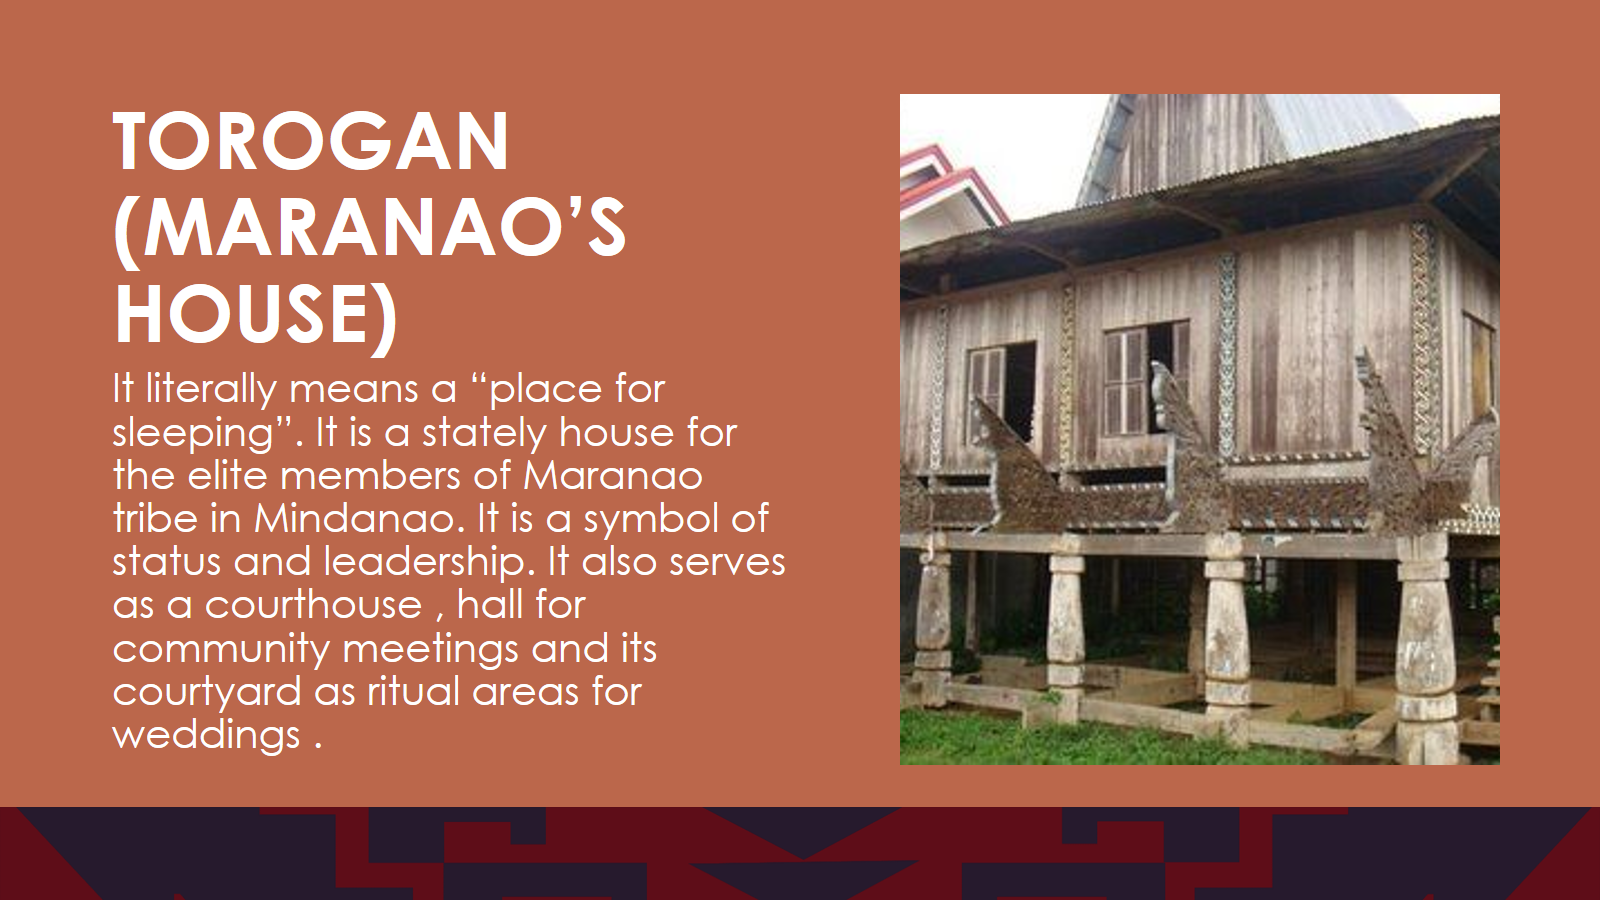 TOROGAN
(MARANAO’S
HOUSE)
It literally means a “place for
sleeping”. It is a stately house for
the elite members of Maranao
tribe in Mindanao. It is a symbol of
status and leadership. It also serves
as a courthouse , hall for
community meetings and its
courtyard as ritual areas for
weddings .